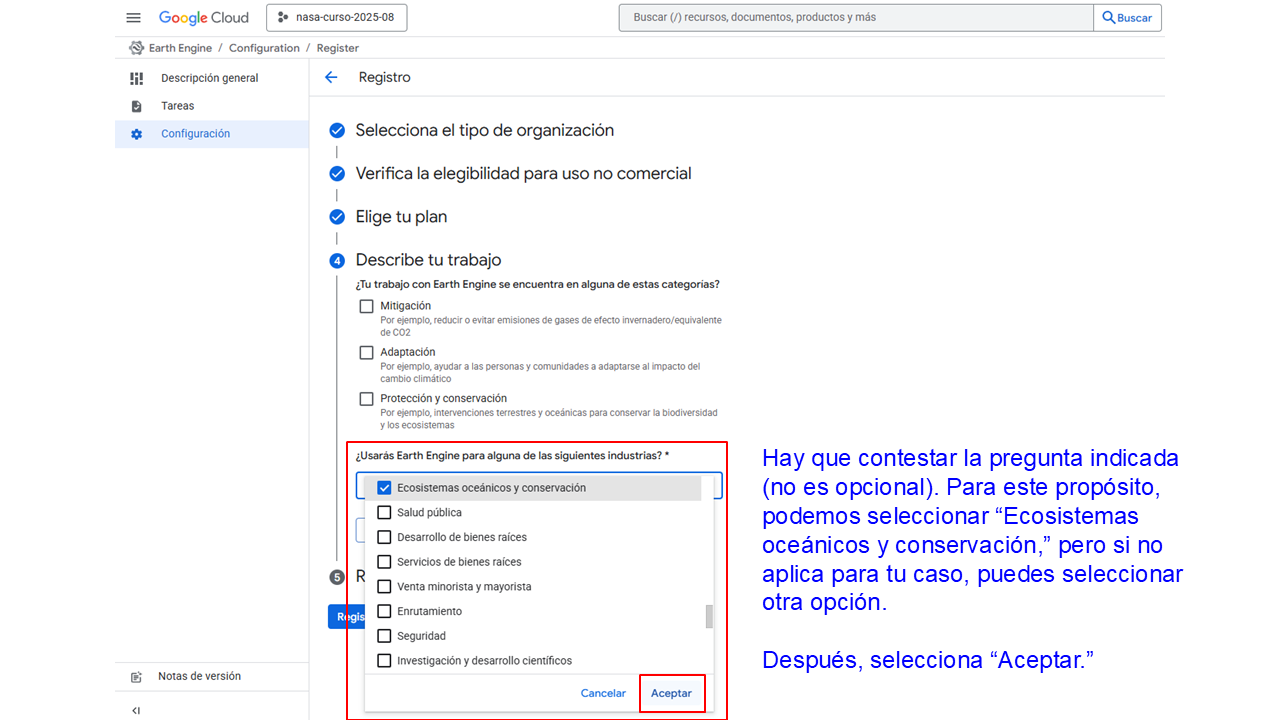 Google Cloud
nasa-curso-2025-08
Buscar (/) recursos, documentos, productos y más
Buscar
Earth Engine / Configuration / Register
Descripción general
Tareas
Configuración
Notas de versión
Registro
Selecciona el tipo de organización
Verifica la elegibilidad para uso no comercial
Elige tu plan
4 Describe tu trabajo
¿Tu trabajo con Earth Engine se encuentra en alguna de estas categorías?
Mitigación
Por ejemplo, reducir o evitar emisiones de gases de efecto invernadero/equivalente
de CO2
Adaptación
Por ejemplo, ayudar a las personas y comunidades a adaptarse al impacto del
cambio climático
Protección y conservación
Por ejemplo, intervenciones terrestres y oceánicas para conservar la biodiversidad
y los ecosistemas
¿Usarás Earth Engine para alguna de las siguientes industrias? *
Ecosistemas oceánicos y conservación
Salud pública
Desarrollo de bienes raíces
Servicios de bienes raíces
Venta minorista y mayorista
Enrutamiento
Seguridad
Investigación y desarrollo científicos
Cancelar
Aceptar
5 R
Regis
Hay que contestar la pregunta indicada
(no es opcional). Para este propósito,
podemos seleccionar “Ecosistemas
oceánicos y conservación,” pero si no
aplica para tu caso, puedes seleccionar
otra opción.
Después, selecciona “Aceptar.”